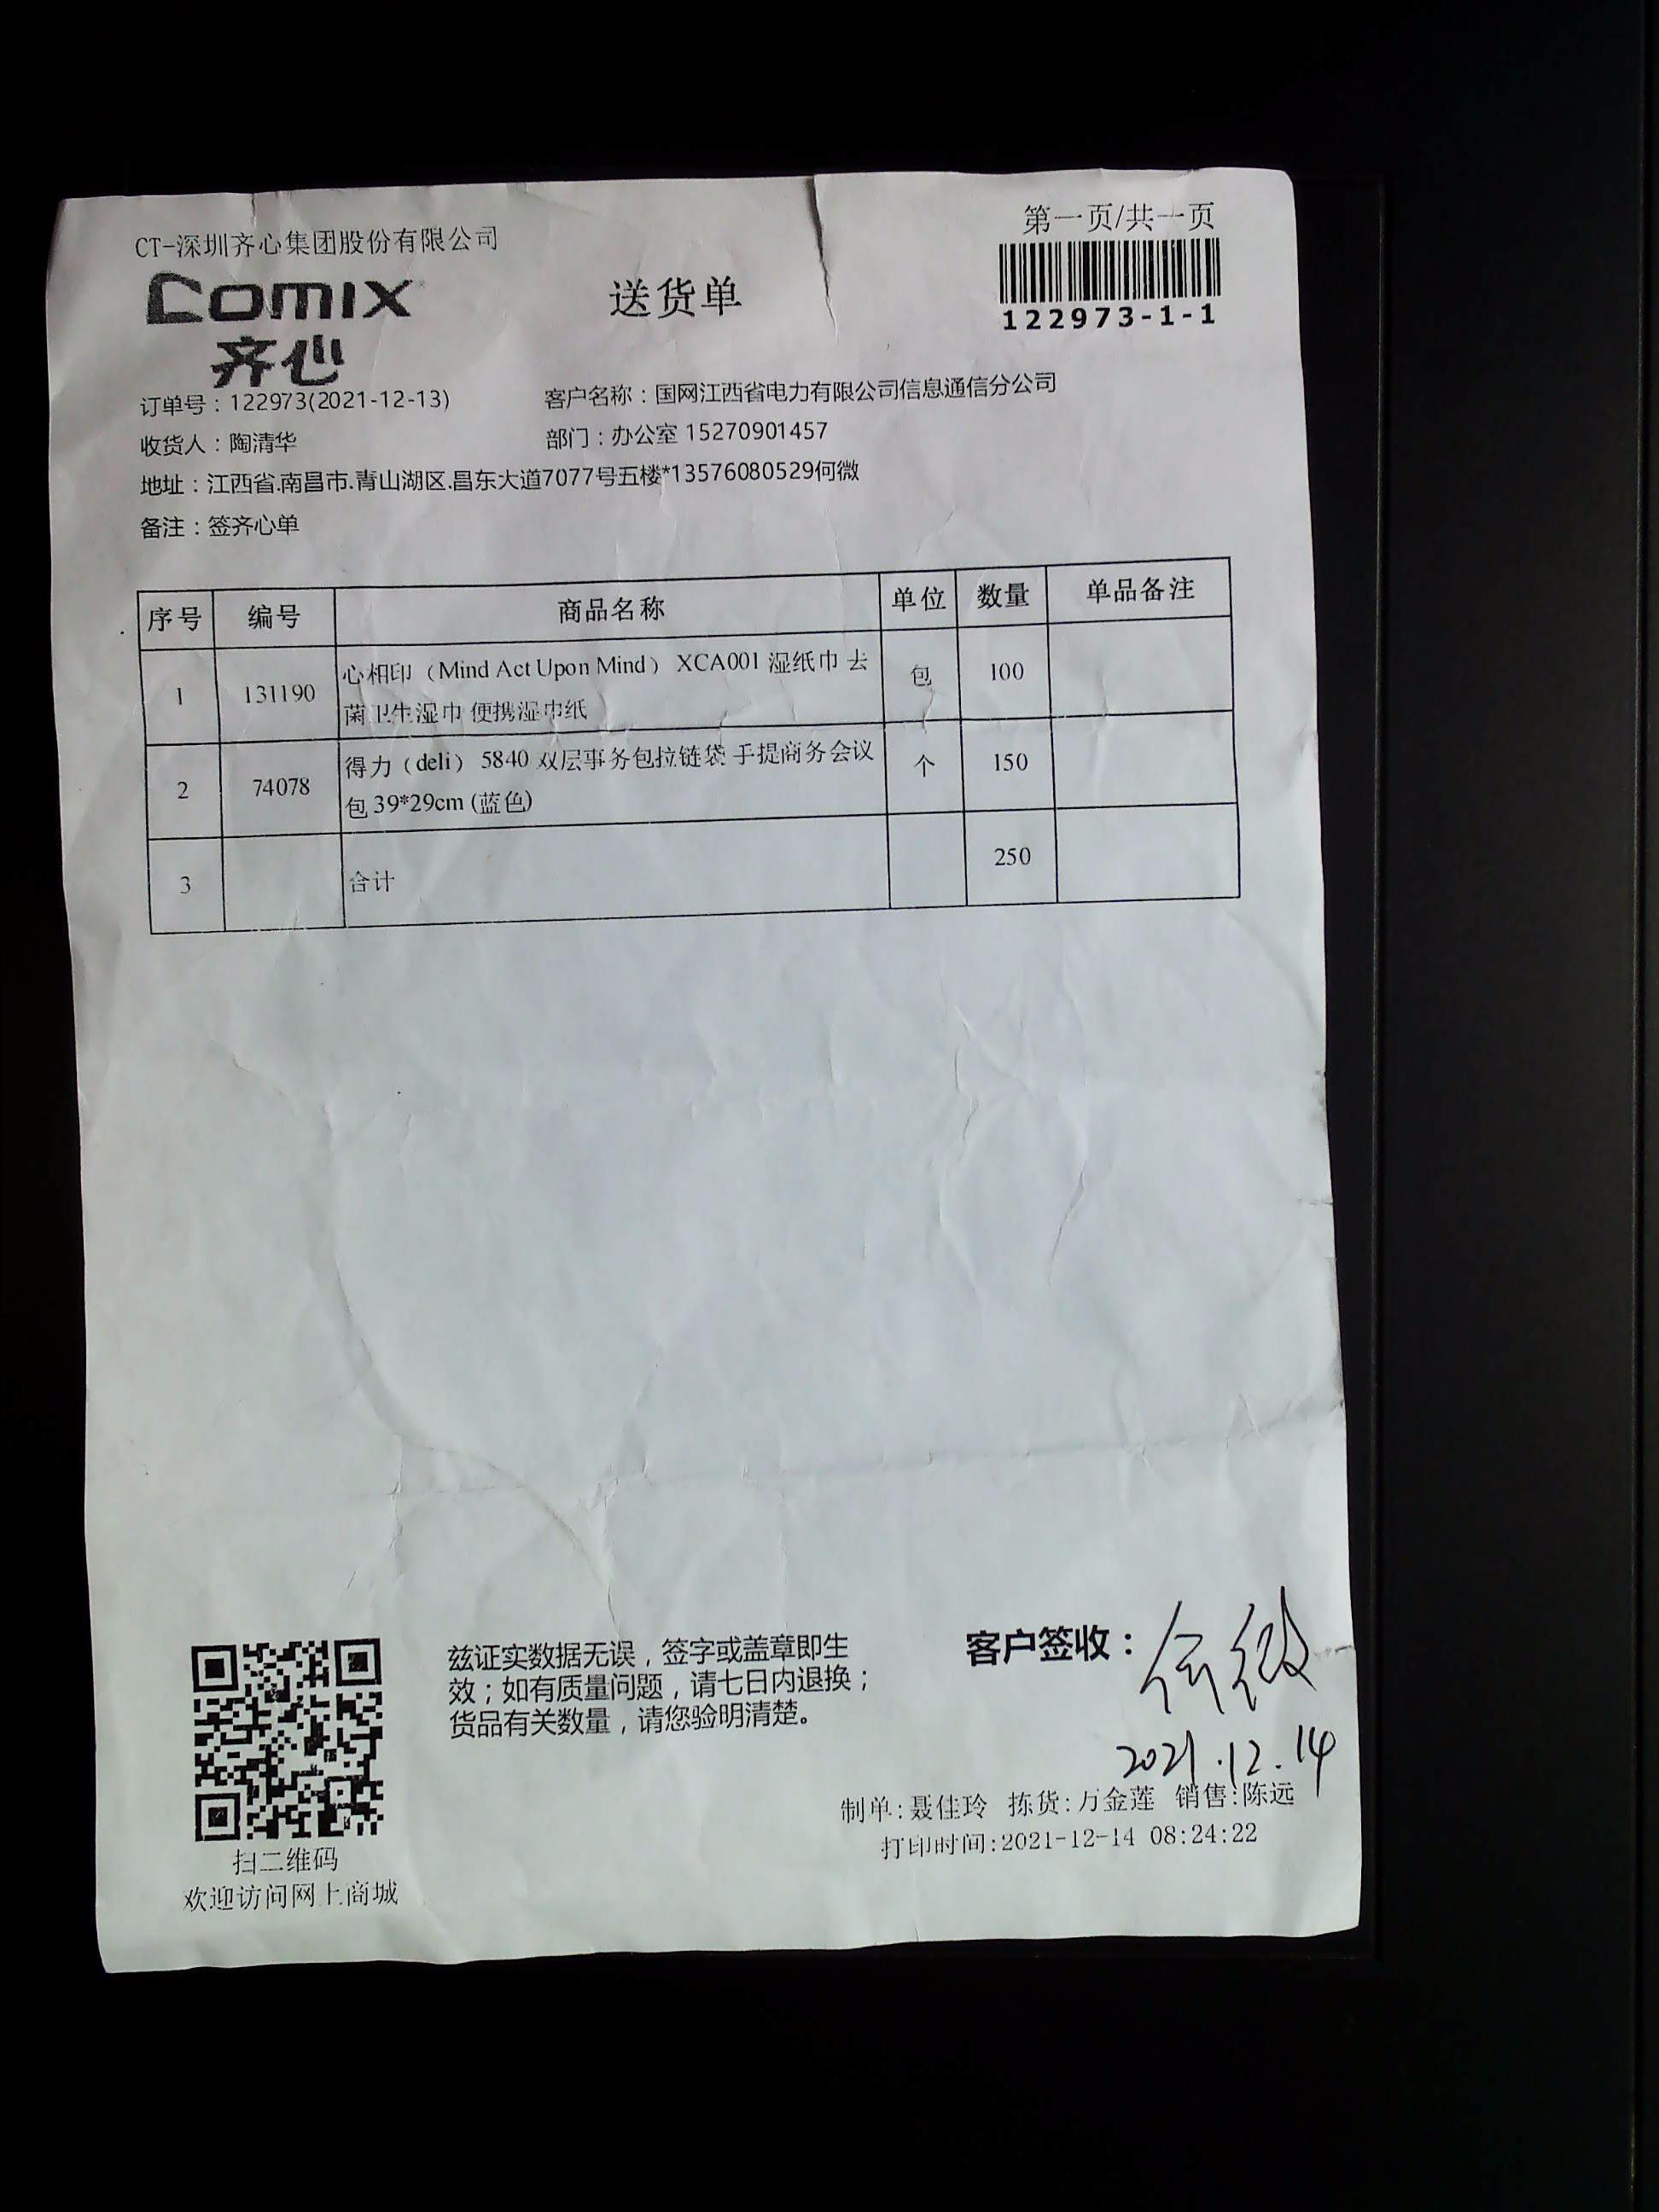 CT-深圳齐心集团股份有限公司
第一页/共一页
comix
齐心
送货单
122973-1-1
订单号：122973(2021-12-13)
客户名称：国网江西省电力有限公司信息通信分公司
收货人：陶清华
部门：办公室 15270901457
地址：江西省.南昌市.青山湖区.昌东大道7077号五楼*13576080529何微
备注：签齐心单
序号 编号 商品名称 单位 数量 单品备注
1 131190 心相印（Mind Act Upon Mind） XCA001 湿纸巾 去 包 100
菌卫生湿巾 便携湿巾纸
2 74078 得力（deli） 5840 双层事务包拉链袋 手提商务会议 个 150
包 39*29cm (蓝色)
3 合计 250
兹证实数据无误，签字或盖章即生
效；如有质量问题，请七日内退换；
货品有关数量，请您验明清楚。
客户签收：何微
2021.12.14
制单:聂佳玲 拣货:万金莲 销售:陈远
打印时间:2021-12-14 08:24:22
扫二维码
欢迎访问网上商城